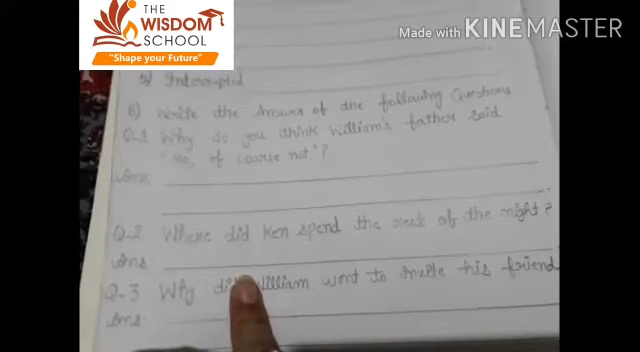 THE
WISDOM
SCHOOL
"Shape your Future"
Made with KINEMASTER
5) Interrupted
B) Write the Answer of the following Questions
Q-1 Why do you think William's father said
"No, of course not"?
Ans
Q-2 Where did Ken spend the rest of the night?
Ans
Q-3 Why did William want to invite his friend
Ans